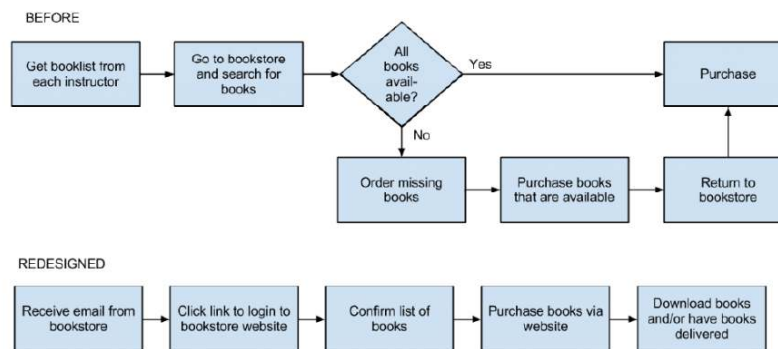 BEFORE
Get booklist from
each instructor
Go to bookstore
and search for
books
All
books
avail-
able?
Yes
Purchase
No
Order missing
books
Purchase books
that are available
Return to
bookstore
REDESIGNED
Receive email from
bookstore
Click link to login to
bookstore website
Confirm list of
books
Purchase books via
website
Download books
and/or have books
delivered